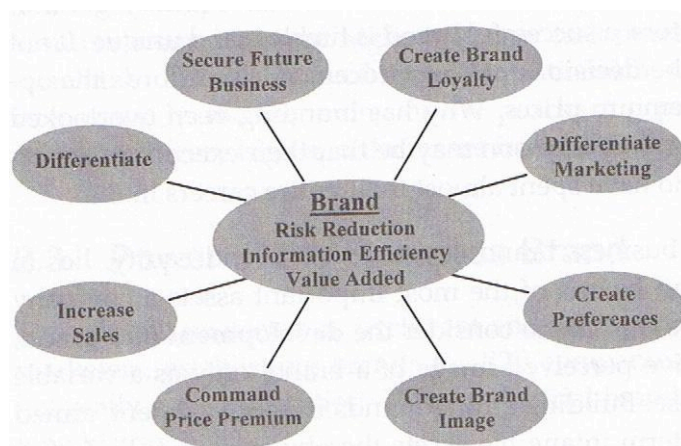 Secure Future
Business
Create Brand
Loyalty
Differentiate
Differentiate
Marketing
Brand
Risk Reduction
Information Efficiency
Value Added
Increase
Sales
Create
Preferences
Command
Price Premium
Create Brand
Image